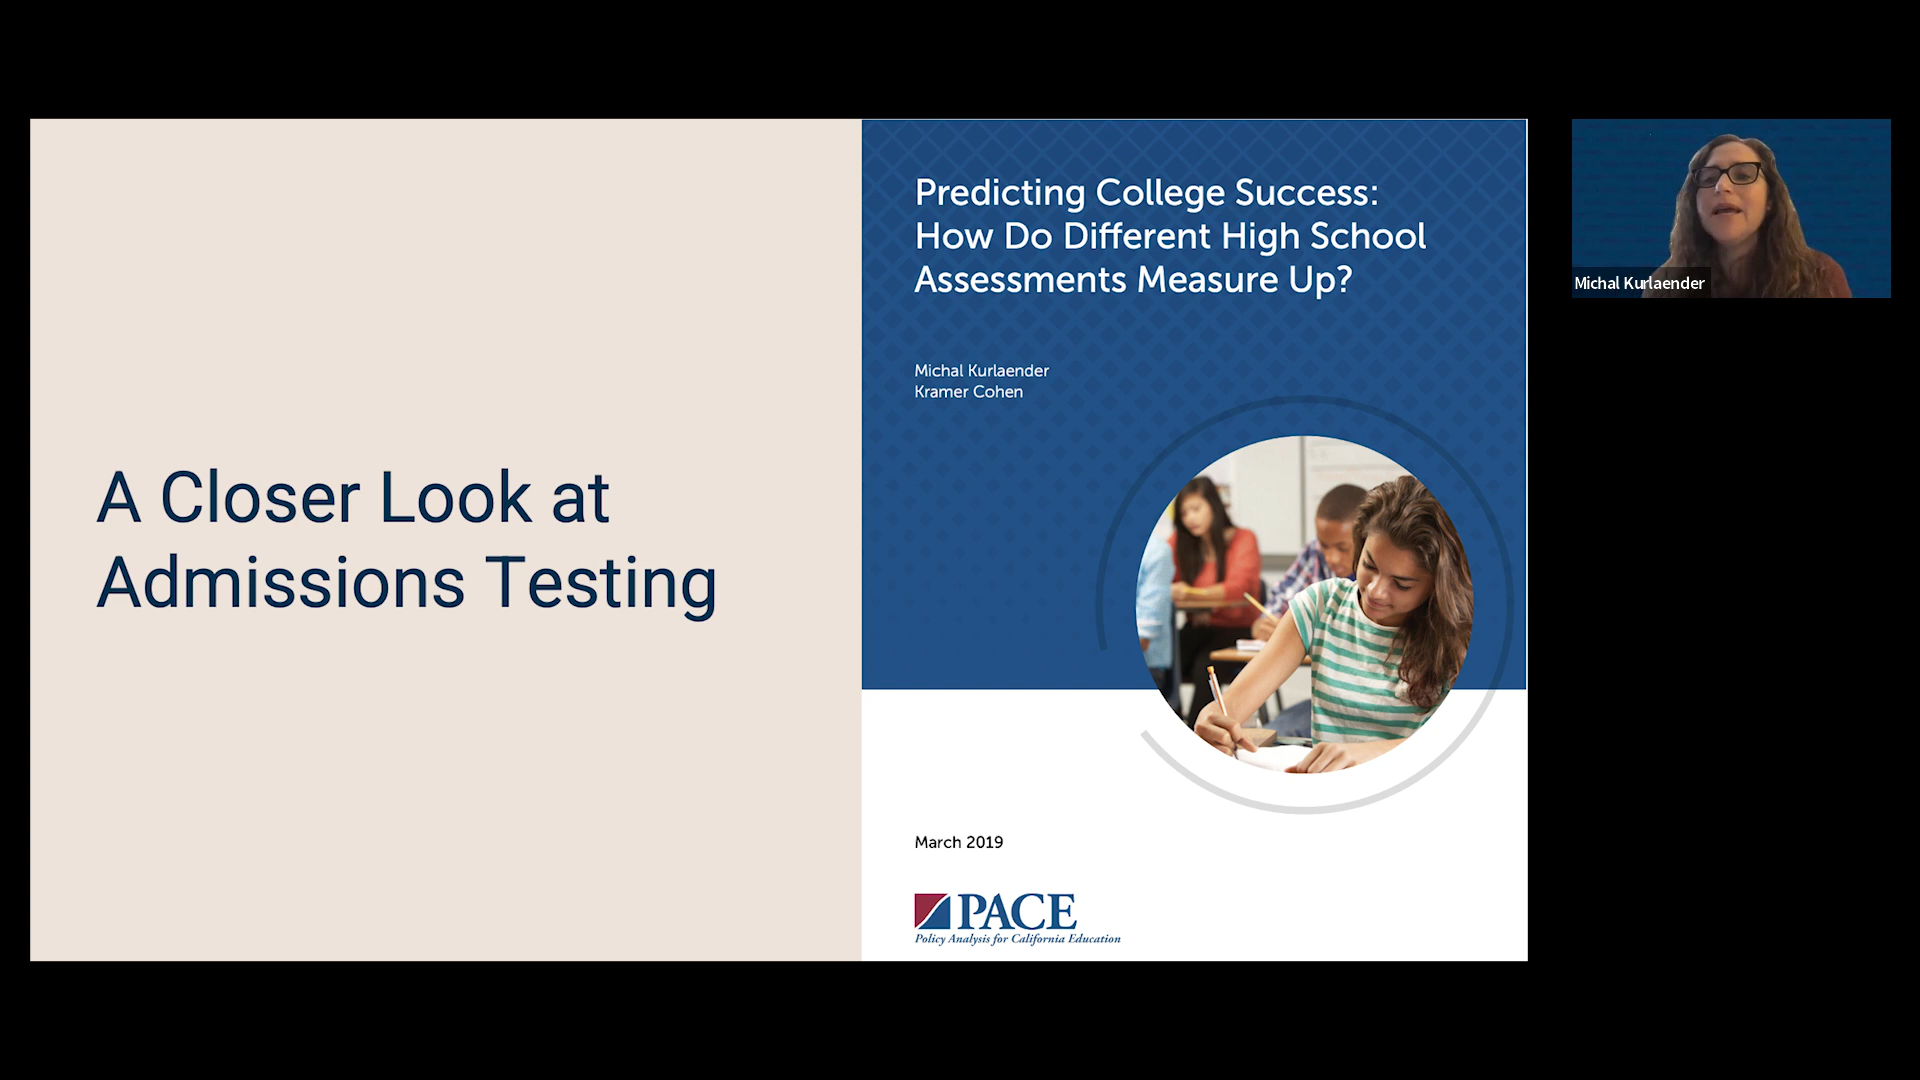 A Closer Look at
Admissions Testing
Predicting College Success:
How Do Different High School
Assessments Measure Up?
Michal Kurlaender
Kramer Cohen
March 2019
PACE
Policy Analysis for California Education
Michal Kurlaender